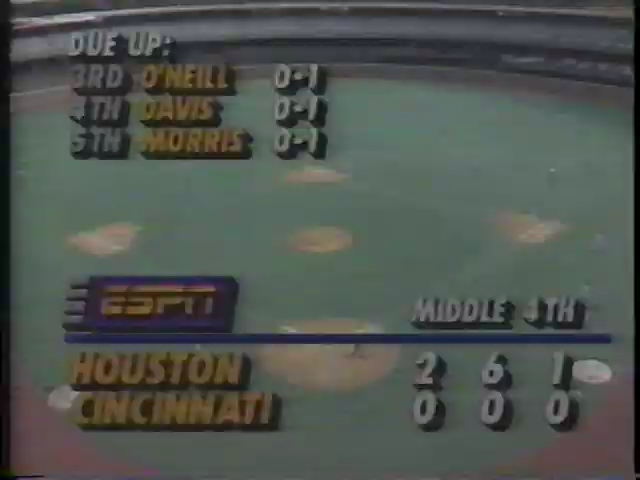 DUE UP:
3RD O'NEILL 0-1
4TH DAVIS 0-1
5TH MORRIS 0-1
ESPN
MIDDLE 4TH
HOUSTON 2 6 1
CINCINNATI 0 0 0